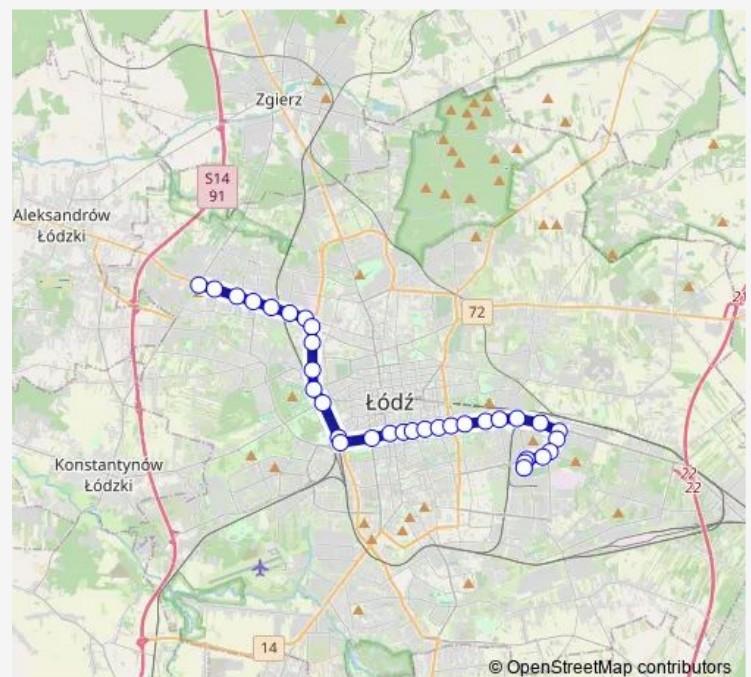 Zgierz
S14
91
Aleksandrów
Łódzki
72
Łódź
Konstantynów
Łódzki
22
22
14
© OpenStreetMap contributors